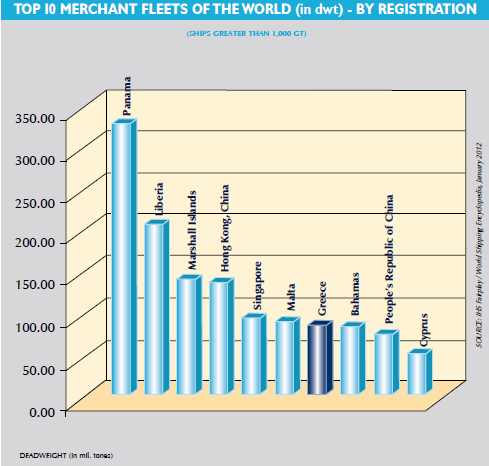 TOP 10 MERCHANT FLEETS OF THE WORLD (in dwt) - BY REGISTRATION
(SHIPS GREATER THAN 1,000 GT)
350.00
300.00
250.00
200.00
150.00
100.00
50.00
0.00
Panama
Liberia
Marshall Islands
Hong Kong, China
Singapore
Malta
Greece
Bahamas
People's Republic of China
Cyprus
SOURCE: IHS Fairplay / World Shipping Encyclopedia, January 2012
DEADWEIGHT (in mil. tones)